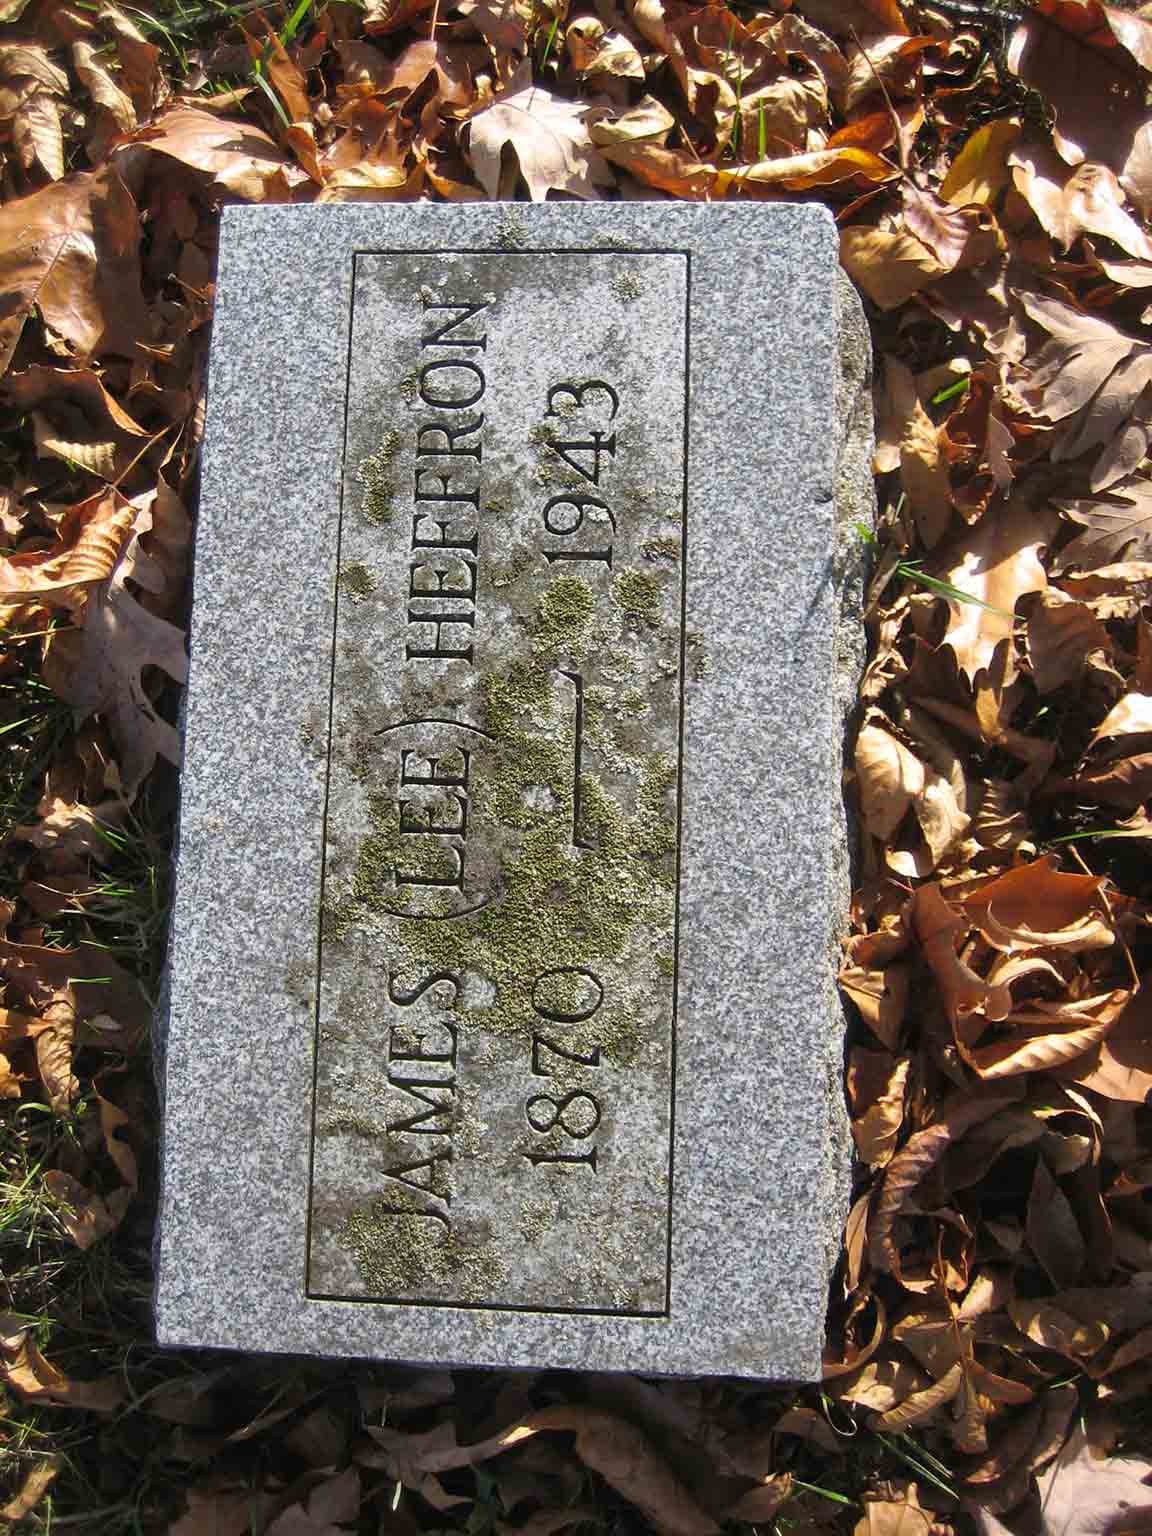 JAMES (LEE) HEFFRON
1870 — 1943